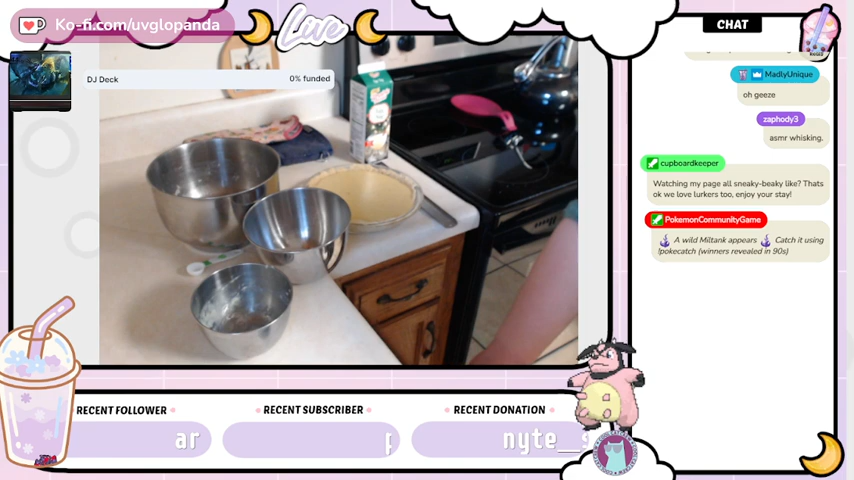 Ko-fi.com/uvglopanda
Live
CHAT
DJ Deck
0% funded
MadlyUnique
oh geeze
zaphody3
asmr whisking.
cupboardkeeper
Watching my page all sneaky-beaky like? Thats
ok we love lurkers too, enjoy your stay!
PokemonCommunityGame
A wild Miltank appears Catch it using
!pokecatch (winners revealed in 90s)
RECENT FOLLOWER
RECENT SUBSCRIBER
RECENT DONATION
ar
nyte_